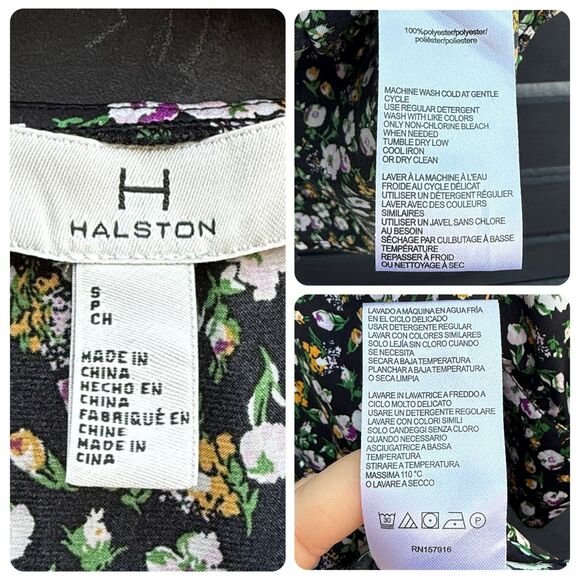 H
HALSTON
S
P
CH
MADE IN
CHINA
HECHO EN
CHINA
FABRIQUÉ EN
CHINE
MADE IN
CINA
100%polyester/polyester/
poliéster/poliestere
MACHINE WASH COLD AT GENTLE
CYCLE
USE REGULAR DETERGENT
WASH WITH LIKE COLORS
ONLY NON-CHLORINE BLEACH
WHEN NEEDED
TUMBLE DRY LOW
COOL IRON
OR DRY CLEAN
LAVER À LA MACHINE À L'EAU
FROIDE AU CYCLE DÉLICAT
UTILISER UN DÉTERGENT RÉGULIER
LAVER AVEC DES COULEURS
SIMILAIRES
UTILISER UN JAVEL SANS CHLORE
AU BESOIN
SÉCHAGE PAR CULBUTAGE À BASSE
TEMPÉRATURE
REPASSER À FROID
OU NETTOYAGE À SEC
LAVADO A MÁQUINA EN AGUA FRÍA
EN EL CICLO DELICADO
USAR DETERGENTE REGULAR
LAVAR CON COLORES SIMILARES
SOLO LEJÍA SIN CLORO CUANDO
SE NECESITA
SECAR A BAJA TEMPERATURA
PLANCHAR A BAJA TEMPERATURA
O SECA LIMPIA
LAVARE IN LAVATRICE A FREDDO A
CICLO MOLTO DELICATO
USARE UN DETERGENTE REGOLARE
LAVARE CON COLORI SIMILI
SOLO CANDEGGI SENZA CLORO
QUANDO NECESSARIO
ASCIUGATRICE A BASSA
TEMPERATURA
STIRARE A TEMPERATURA
MASSIMA 110 °C
O LAVARE A SECCO
30 P
RN157916